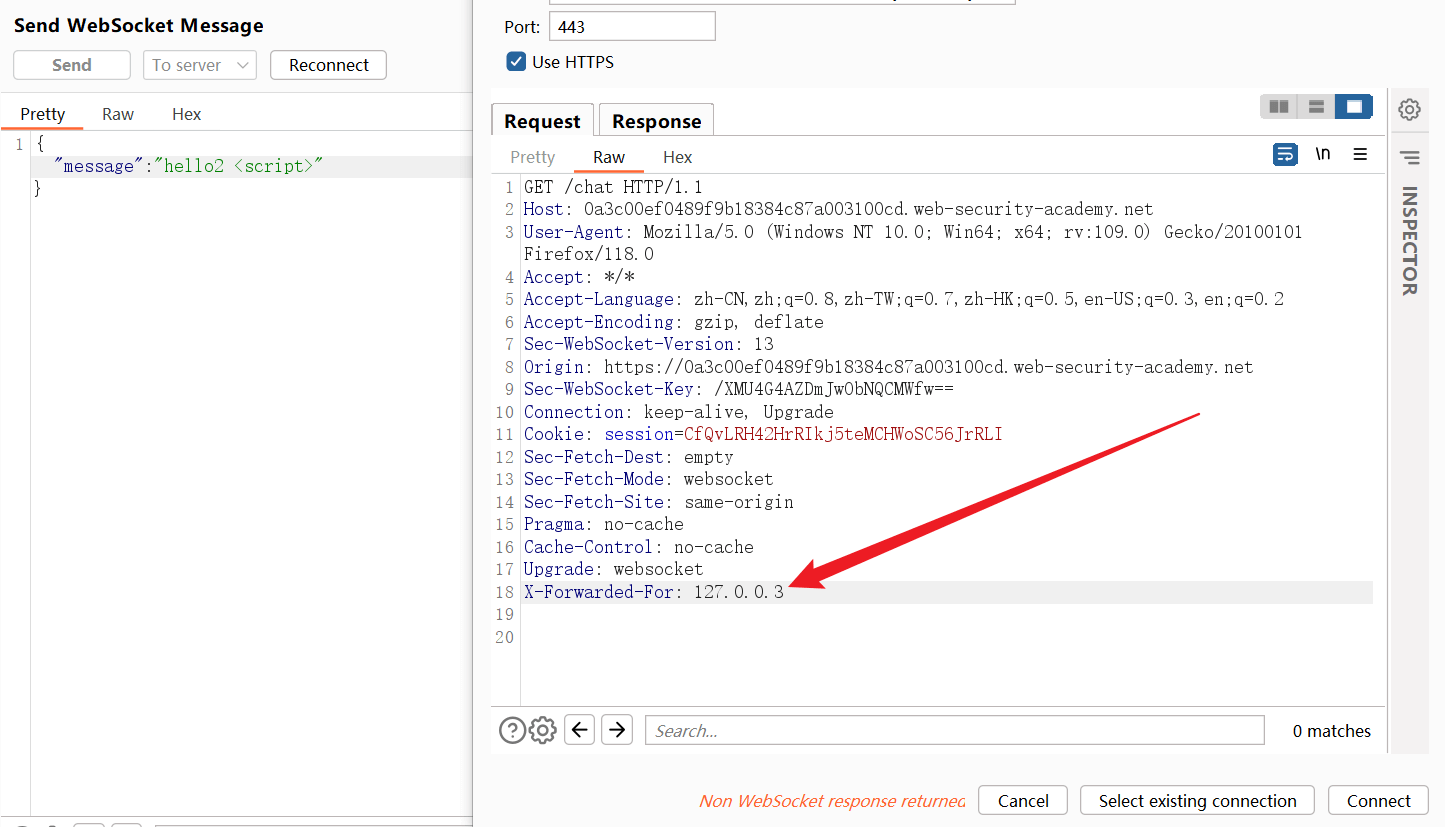 Send WebSocket Message
Send
To server
Reconnect
Pretty
Raw
Hex
1
{
"message":"hello2 <script>"
}
Port: 443
Use HTTPS
Request
Response
Pretty
Raw
Hex
\n
INSPECTOR
1 GET /chat HTTP/1.1
2 Host: 0a3c00ef0489f9b18384c87a003100cd.web-security-academy.net
3 User-Agent: Mozilla/5.0 (Windows NT 10.0; Win64; x64; rv:109.0) Gecko/20100101
Firefox/118.0
4 Accept: */*
5 Accept-Language: zh-CN,zh;q=0.8,zh-TW;q=0.7,zh-HK;q=0.5,en-US;q=0.3,en;q=0.2
6 Accept-Encoding: gzip, deflate
7 Sec-WebSocket-Version: 13
8 Origin: https://0a3c00ef0489f9b18384c87a003100cd.web-security-academy.net
9 Sec-WebSocket-Key: /XMU4G4AZDmJwObNQCMWfw==
10 Connection: keep-alive, Upgrade
11 Cookie: session=CfQvLRH42HrRIkj5teMCHWoSC56JrRLI
12 Sec-Fetch-Dest: empty
13 Sec-Fetch-Mode: websocket
14 Sec-Fetch-Site: same-origin
15 Pragma: no-cache
16 Cache-Control: no-cache
17 Upgrade: websocket
18 X-Forwarded-For: 127.0.0.3
19
20
Search...
0 matches
Non WebSocket response returned
Cancel
Select existing connection
Connect